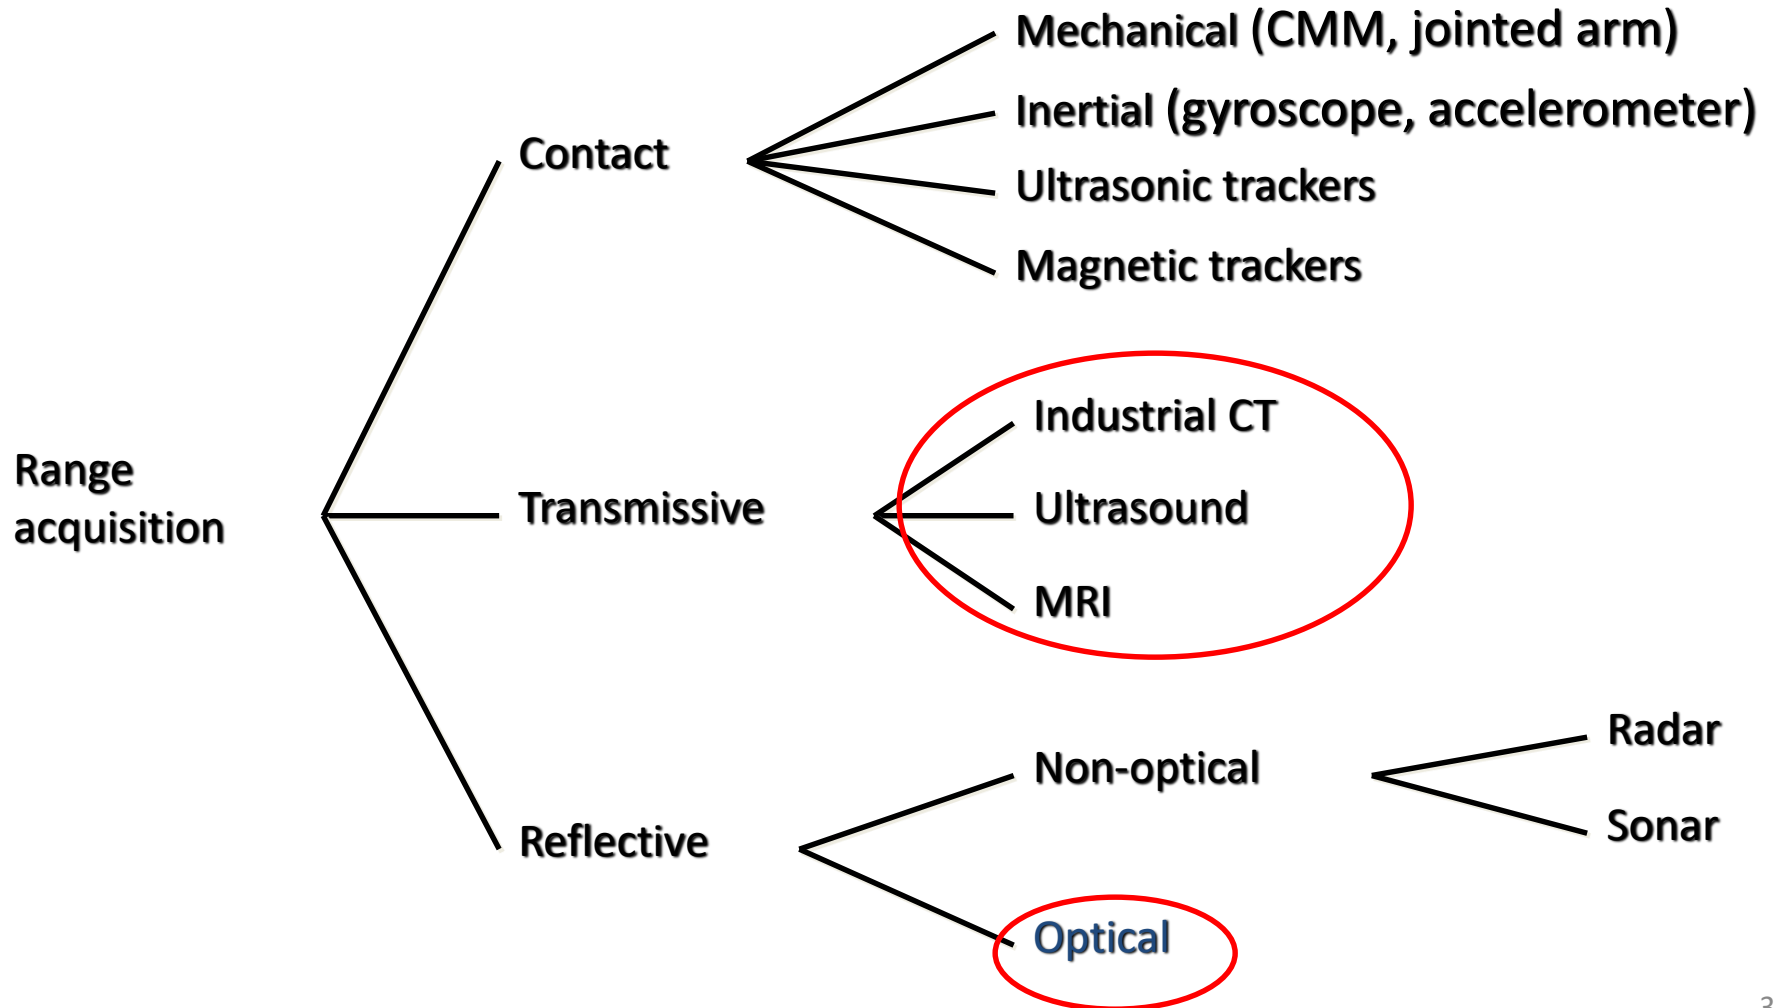 Mechanical (CMM, jointed arm)
Inertial (gyroscope, accelerometer)
Contact
Ultrasonic trackers
Magnetic trackers
Industrial CT
Range
acquisition
Transmissive
Ultrasound
MRI
Radar
Non-optical
Sonar
Reflective
Optical
3